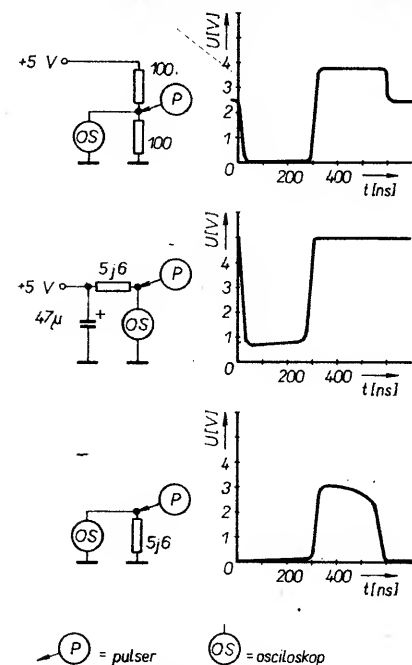 +5 V
100.
P
OS
100
U[V]
4
3
2
1
0
200 400
t[ns]
+5 V
5j6
P
47µ
+
OS
U[V]
4
3
2
1
0
200 400
t[ns]
P
OS
5j6
U[V]
4
3
2
1
0
200 400
t[ns]
P = pulser
OS = osciloskop